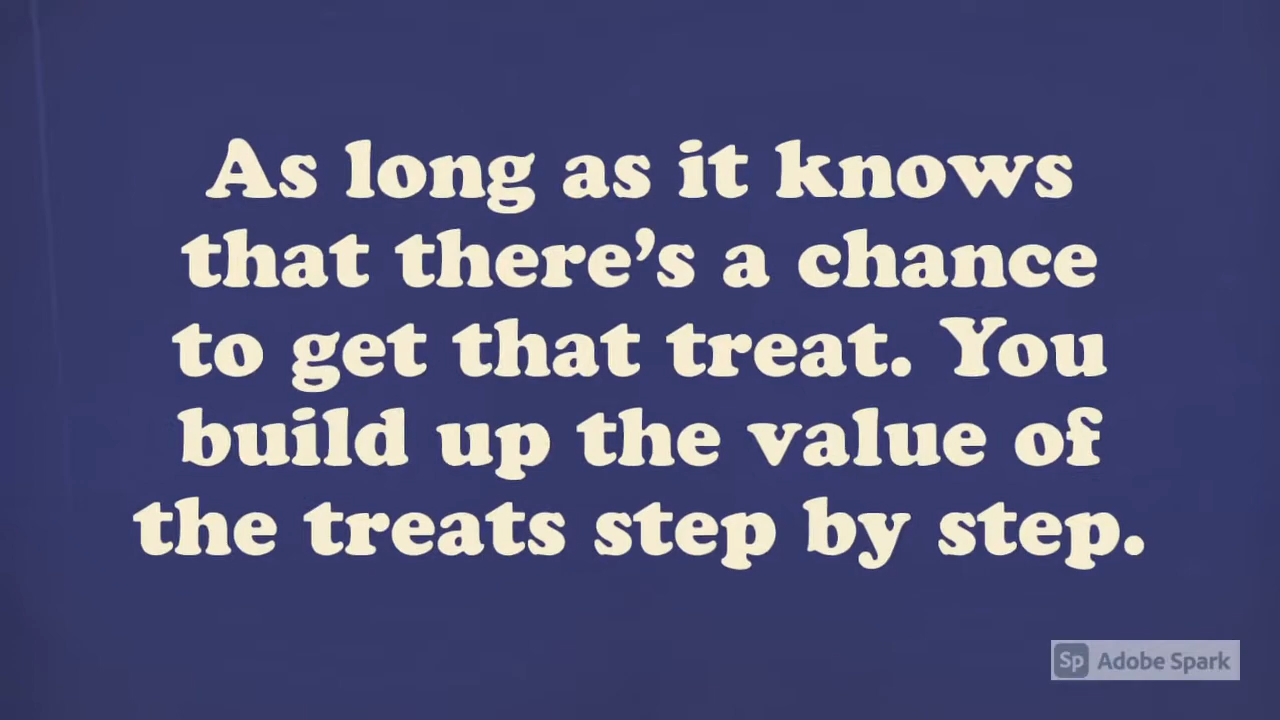 As long as it knows
that there’s a chance
to get that treat. You
build up the value of
the treats step by step.
Sp Adobe Spark